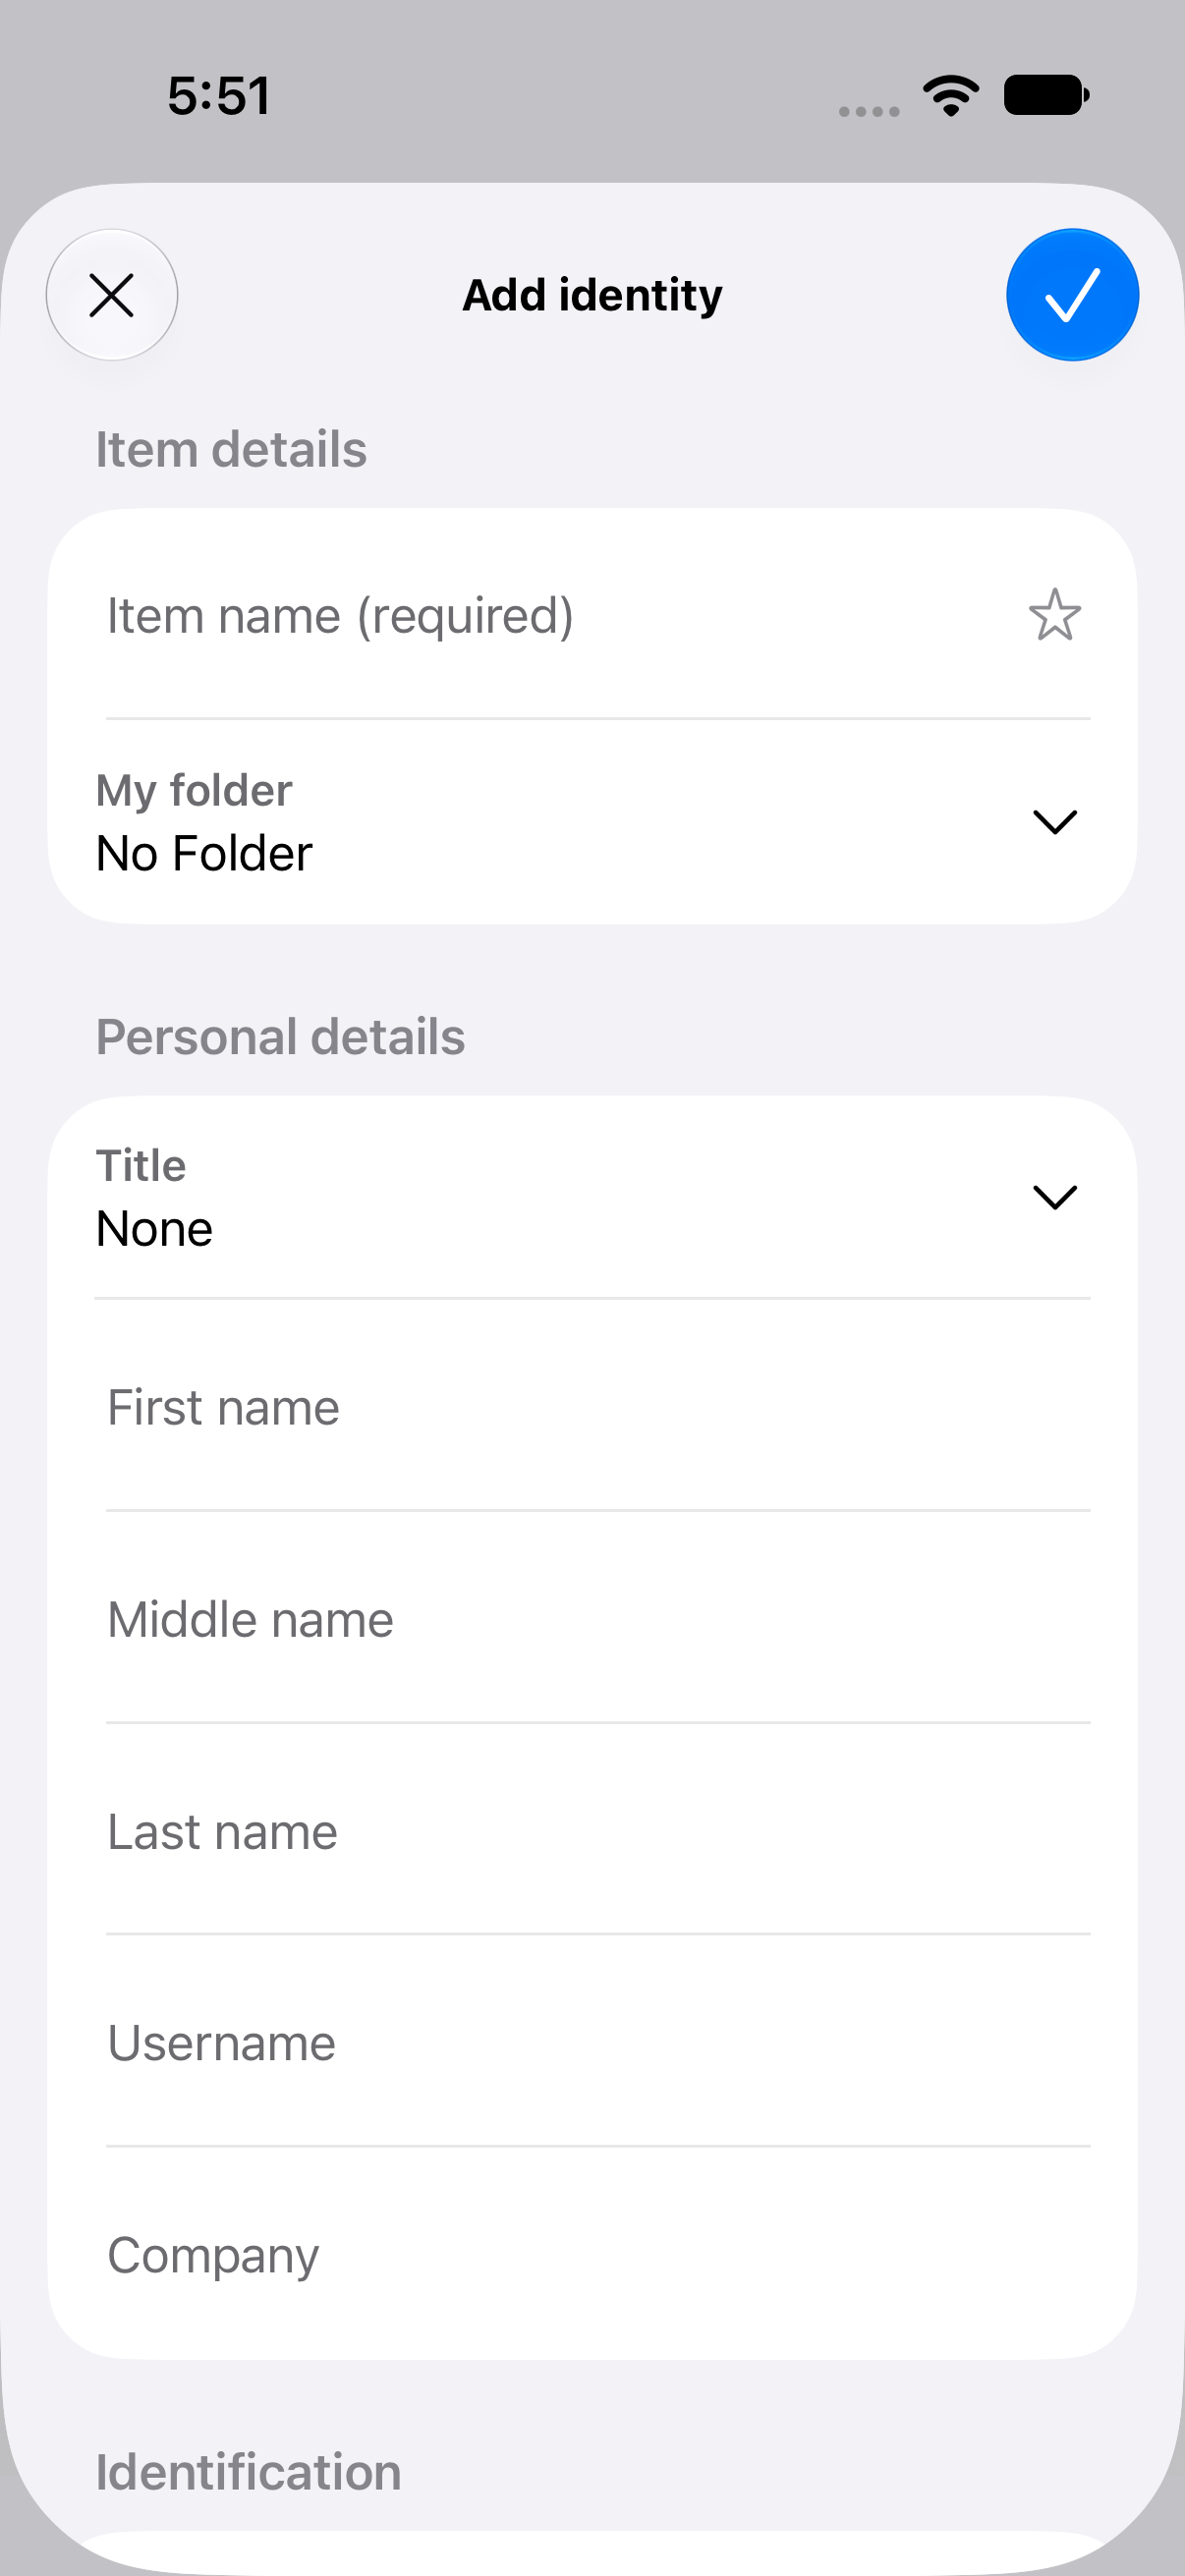 5:51
Add identity
Item details
Item name (required)
My folder
No Folder
Personal details
Title
None
First name
Middle name
Last name
Username
Company
Identification